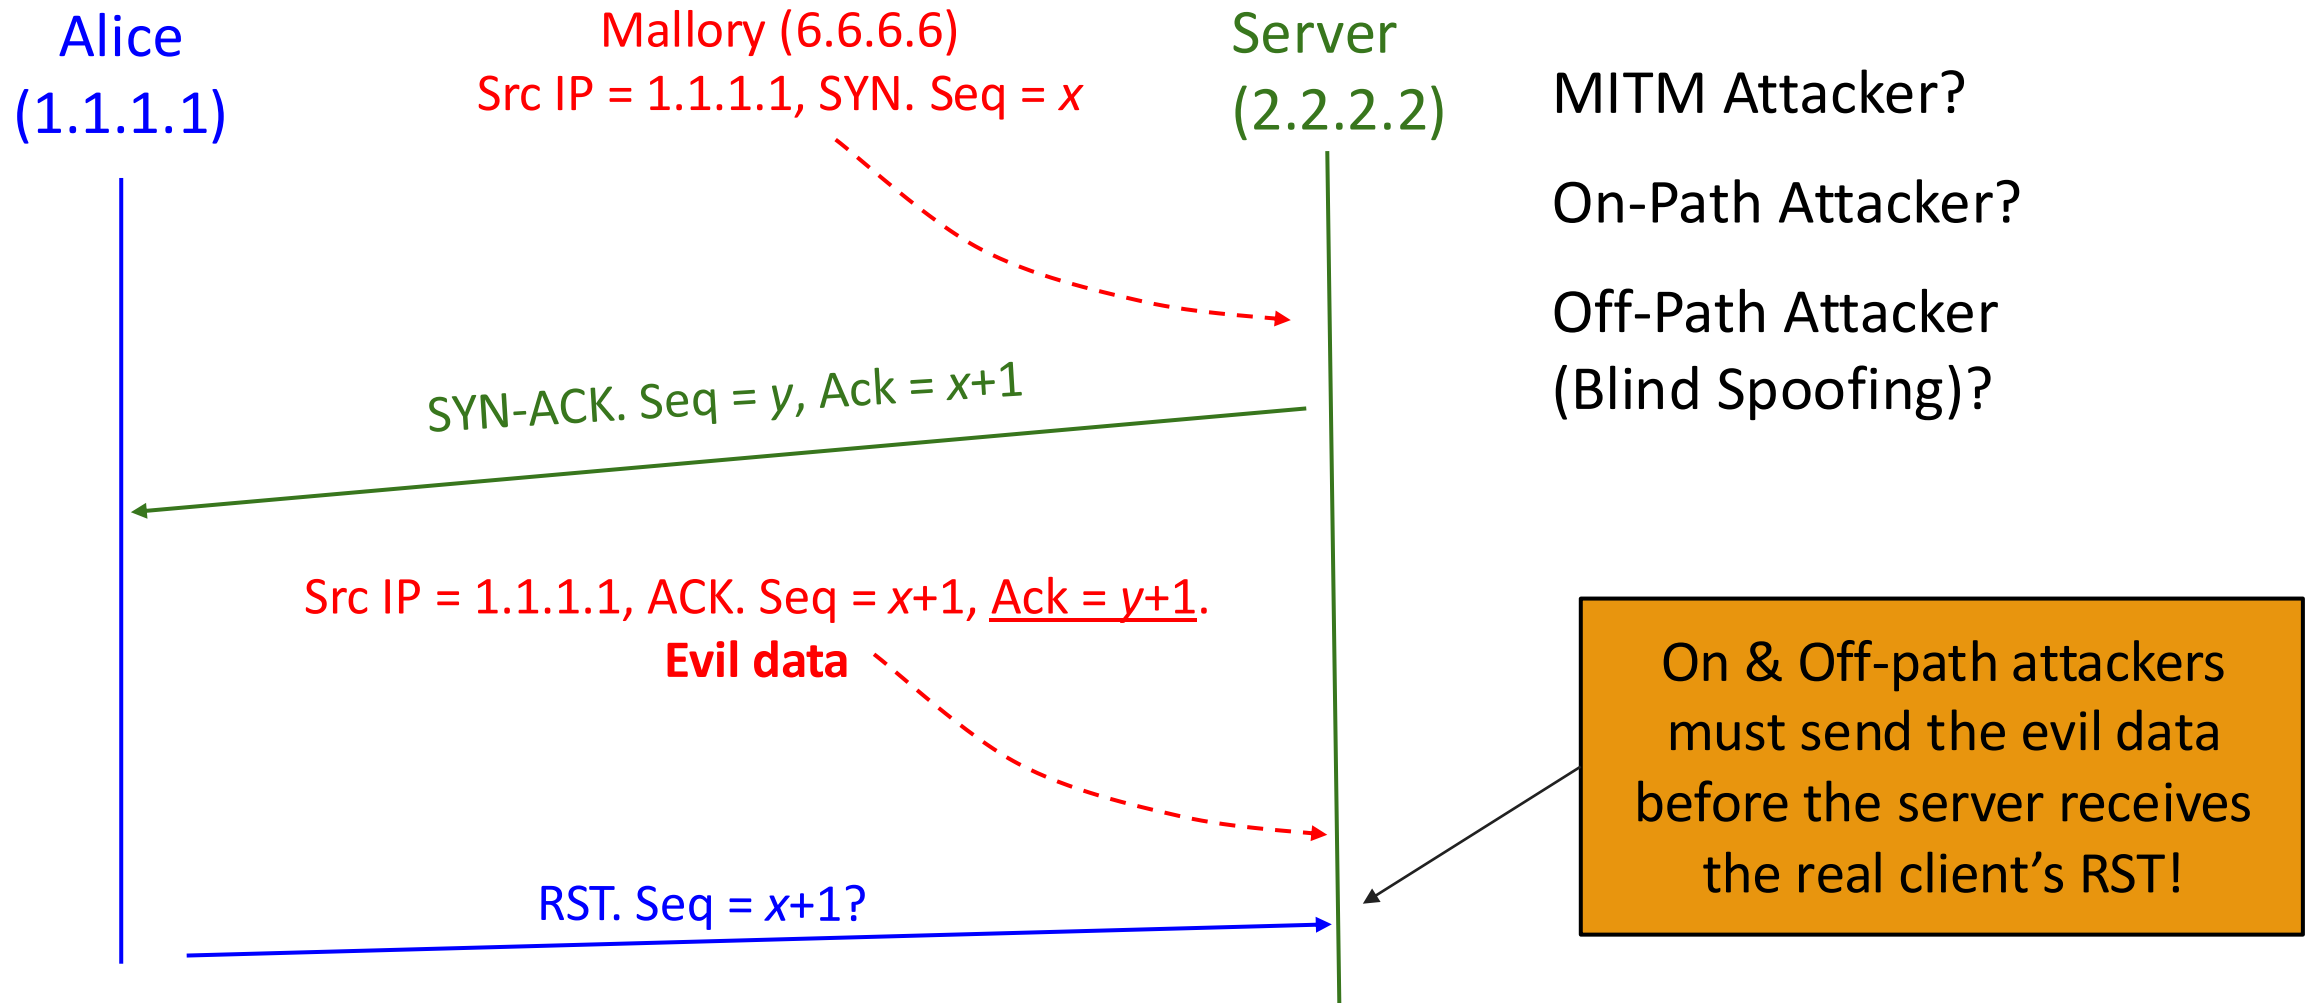 Alice
(1.1.1.1)
Mallory (6.6.6.6)
Src IP = 1.1.1.1, SYN. Seq = x
Server
(2.2.2.2)
MITM Attacker?
On-Path Attacker?
Off-Path Attacker
(Blind Spoofing)?
SYN-ACK. Seq = y, Ack = x+1
Src IP = 1.1.1.1, ACK. Seq = x+1, Ack = y+1.
Evil data
RST. Seq = x+1?
On & Off-path attackers
must send the evil data
before the server receives
the real client’s RST!